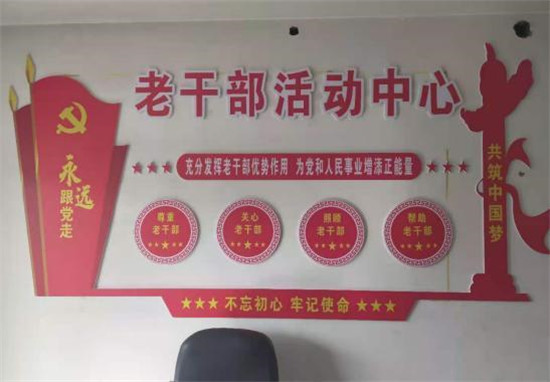 老干部活动中心
永远
跟党走
充分发挥老干部优势作用 为党和人民事业增添正能量
尊重
老干部
关心
老干部
照顾
老干部
帮助
老干部
共筑中国梦
不忘初心 牢记使命